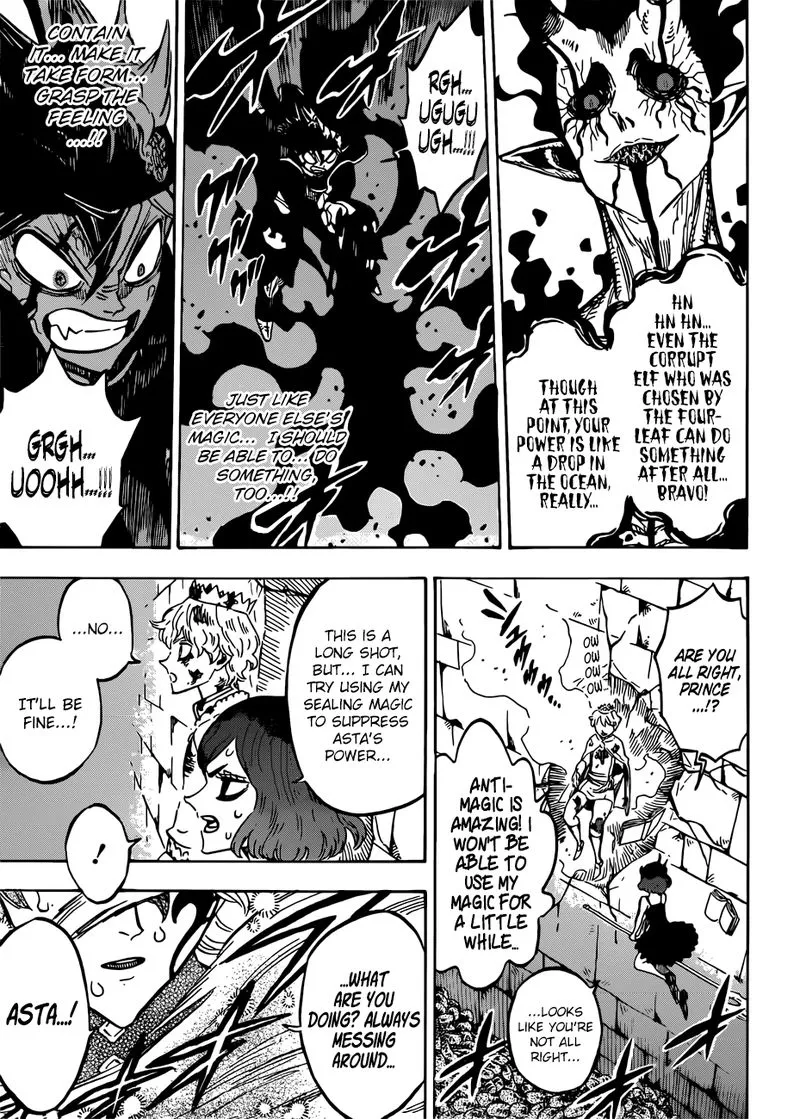 HN
HN HN...
EVEN THE
CORRUPT
ELF WHO WAS
CHOSEN BY
THE FOUR-
LEAF CAN DO
SOMETHING
AFTER ALL...
BRAVO!
THOUGH
AT THIS
POINT, YOUR
POWER IS LIKE
A DROP IN
THE OCEAN,
REALLY...
RGH...
UGUGU
UGH...!!!
JUST LIKE
EVERYONE ELSE'S
MAGIC... I SHOULD
BE ABLE TO... DO
SOMETHING,
TOO...!!
CONTAIN
IT... MAKE IT
TAKE FORM...
GRASP THE
FEELING
...!!
GRGH...
UOOHH...!!!
ARE YOU
ALL RIGHT,
PRINCE
...!?
OW
OW
OW
OW
ANTI-
MAGIC IS
AMAZING! I
WON'T BE
ABLE TO
USE MY
MAGIC FOR
A LITTLE
WHILE...
...LOOKS
LIKE YOU'RE
NOT ALL
RIGHT...
THIS IS A
LONG SHOT,
BUT... I CAN
TRY USING MY
SEALING MAGIC
TO SUPPRESS
ASTA'S
POWER...
...NO...
IT'LL BE
FINE...!
!
...WHAT
ARE YOU
DOING? ALWAYS
MESSING
AROUND...
ASTA...!